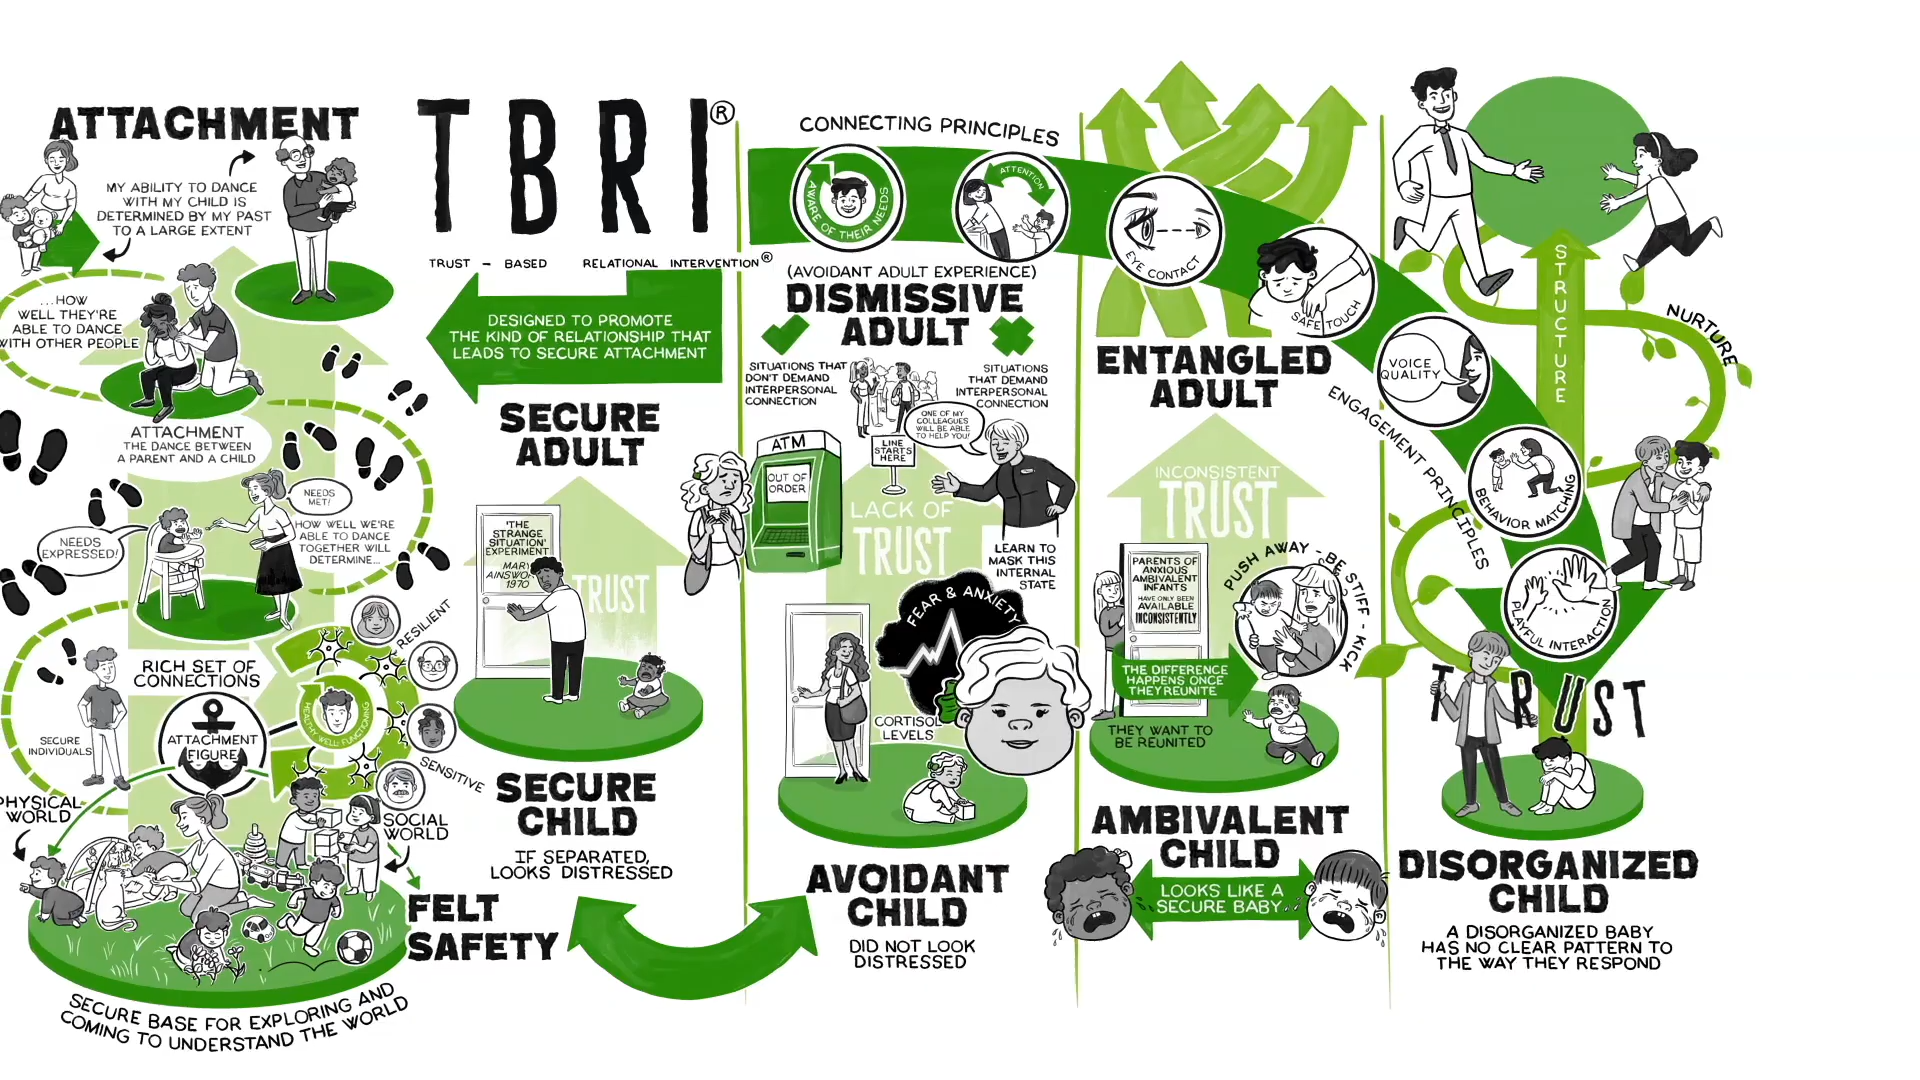 ATTACHMENT
MY ABILITY TO DANCE
WITH MY CHILD IS
DETERMINED BY MY PAST
TO A LARGE EXTENT
...HOW
WELL THEY'RE
ABLE TO DANCE
WITH OTHER PEOPLE
ATTACHMENT
THE DANCE BETWEEN
A PARENT AND A CHILD
NEEDS
MET!
NEEDS
EXPRESSED!
HOW WELL WE'RE
ABLE TO DANCE
TOGETHER WILL
DETERMINE...
RICH SET OF
CONNECTIONS
SECURE
INDIVIDUALS
ATTACHMENT
FIGURE
HEALTHY WELL-FUNCTIONING
RESILIENT
SENSITIVE
PHYSICAL
WORLD
SOCIAL
WORLD
FELT
SAFETY
SECURE BASE FOR EXPLORING AND
COMING TO UNDERSTAND THE WORLD
TBRI®
TRUST - BASED RELATIONAL INTERVENTION®
DESIGNED TO PROMOTE
THE KIND OF RELATIONSHIP THAT
LEADS TO SECURE ATTACHMENT
SECURE
ADULT
'THE
STRANGE
SITUATION'
EXPERIMENT
MARY
1970
TRUST
SECURE
CHILD
IF SEPARATED,
LOOKS DISTRESSED
CONNECTING PRINCIPLES
AWARE OF THEIR NEEDS
ATTENTION
EYE CONTACT
SAFE TOUCH
(AVOIDANT ADULT EXPERIENCE)
DISMISSIVE
ADULT
SITUATIONS THAT
DON'T DEMAND
INTERPERSONAL
CONNECTION
SITUATIONS
THAT DEMAND
INTERPERSONAL
CONNECTION
ONE OF MY
COLLEAGUES
WILL BE ABLE
TO HELP YOU!
LINE
STARTS
HERE
ATM
OUT OF
ORDER
LACK OF
TRUST
LEARN TO
MASK THIS
INTERNAL
STATE
FEAR & ANXIETY
CORTISOL
LEVELS
AVOIDANT
CHILD
DID NOT LOOK
DISTRESSED
ENTANGLED
ADULT
INCONSISTENT
TRUST
PARENTS OF
ANXIOUS
AMBIVALENT
INFANTS
HAVE ONLY BEEN
AVAILABLE
INCONSISTENTLY
PUSH AWAY - BE STIFF - KICK
THE DIFFERENCE
HAPPENS ONCE
THEY REUNITE
THEY WANT TO
BE REUNITED
AMBIVALENT
CHILD
LOOKS LIKE A
SECURE BABY...
ENGAGEMENT PRINCIPLES
VOICE
QUALITY
BEHAVIOR MATCHING
PLAYFUL INTERACTION
STRUCTURE
NURTURE
TRUST
DISORGANIZED
CHILD
A DISORGANIZED BABY
HAS NO CLEAR PATTERN TO
THE WAY THEY RESPOND